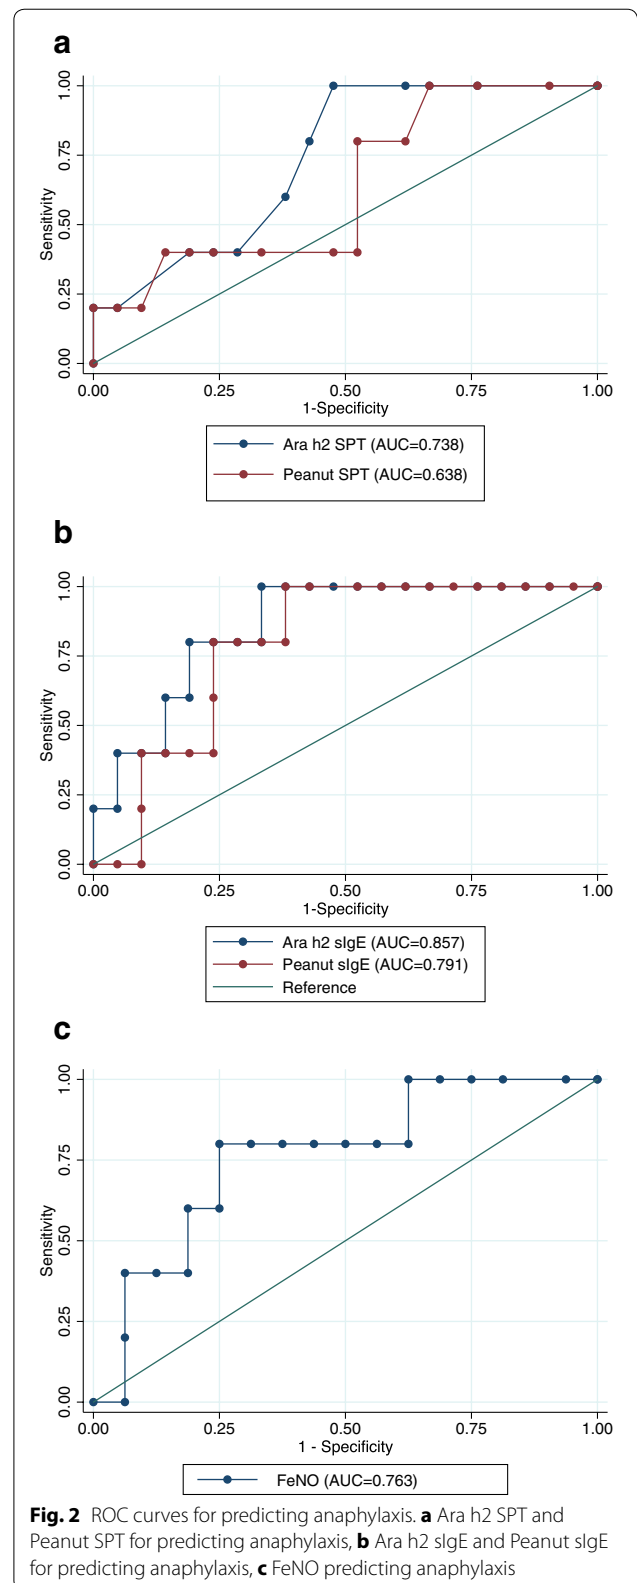 a
1.00
0.75
0.50
0.25
0.00
Sensitivity
0.00 0.25 0.50 0.75 1.00
1-Specificity
Ara h2 SPT (AUC=0.738)
Peanut SPT (AUC=0.638)
b
1.00
0.75
0.50
0.25
0.00
Sensitivity
0.00 0.25 0.50 0.75 1.00
1-Specificity
Ara h2 sIgE (AUC=0.857)
Peanut sIgE (AUC=0.791)
Reference
c
1.00
0.75
0.50
0.25
0.00
Sensitivity
0.00 0.25 0.50 0.75 1.00
1 - Specificity
FeNO (AUC=0.763)
Fig. 2 ROC curves for predicting anaphylaxis. a Ara h2 SPT and
Peanut SPT for predicting anaphylaxis, b Ara h2 sIgE and Peanut sIgE
for predicting anaphylaxis, c FeNO predicting anaphylaxis